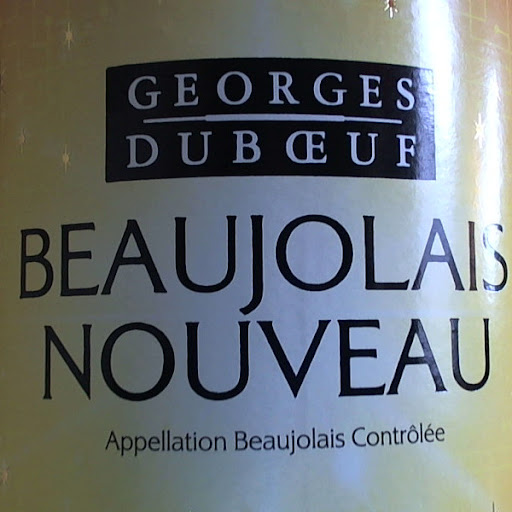 GEORGES
DUBŒUF
BEAUJOLAIS
NOUVEAU
Appellation Beaujolais Contrôlée